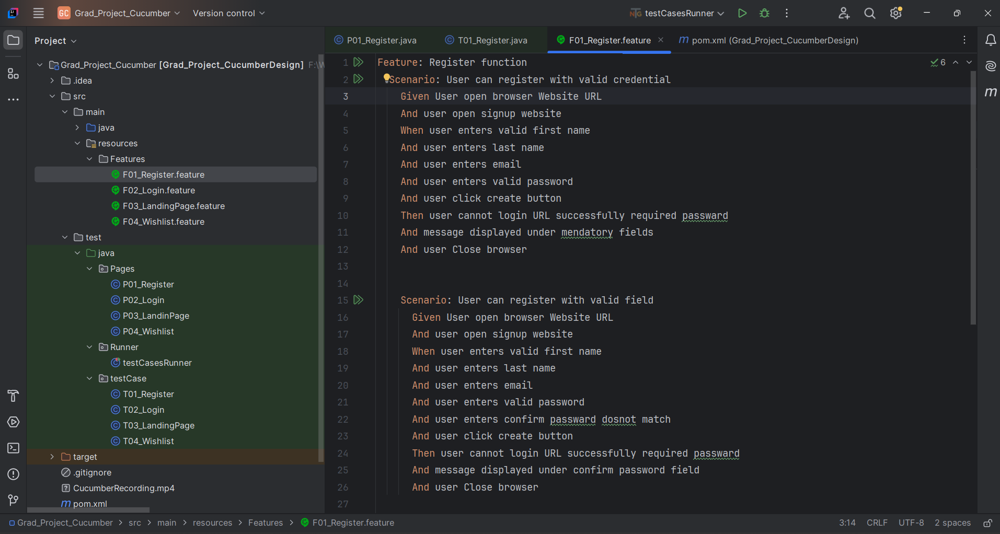 GC Grad_Project_Cucumber Version control testCasesRunner
Project
P01_Register.java T01_Register.java F01_Register.feature pom.xml (Grad_Project_CucumberDesign)
Grad_Project_Cucumber [Grad_Project_CucumberDesign] F:\W
.idea
src
main
java
resources
Features
F01_Register.feature
F02_Login.feature
F03_LandingPage.feature
F04_Wishlist.feature
test
java
Pages
P01_Register
P02_Login
P03_LandinPage
P04_Wishlist
Runner
testCasesRunner
testCase
T01_Register
T02_Login
T03_LandingPage
T04_Wishlist
target
.gitignore
CucumberRecording.mp4
pom.xml
6
1 Feature: Register function
2 Scenario: User can register with valid credential
3 Given User open browser Website URL
4 And user open signup website
5 When user enters valid first name
6 And user enters last name
7 And user enters email
8 And user enters valid password
9 And user click create button
10 Then user cannot login URL successfully required passward
11 And message displayed under mendatory fields
12 And user Close browser
13
14
15 Scenario: User can register with valid field
16 Given User open browser Website URL
17 And user open signup website
18 When user enters valid first name
19 And user enters last name
20 And user enters email
21 And user enters valid password
22 And user enters confirm passward dosnot match
23 And user click create button
24 Then user cannot login URL successfully required passward
25 And message displayed under confirm password field
26 And user Close browser
27
Grad_Project_Cucumber > src > main > resources > Features > F01_Register.feature 3:14 CRLF UTF-8 2 spaces